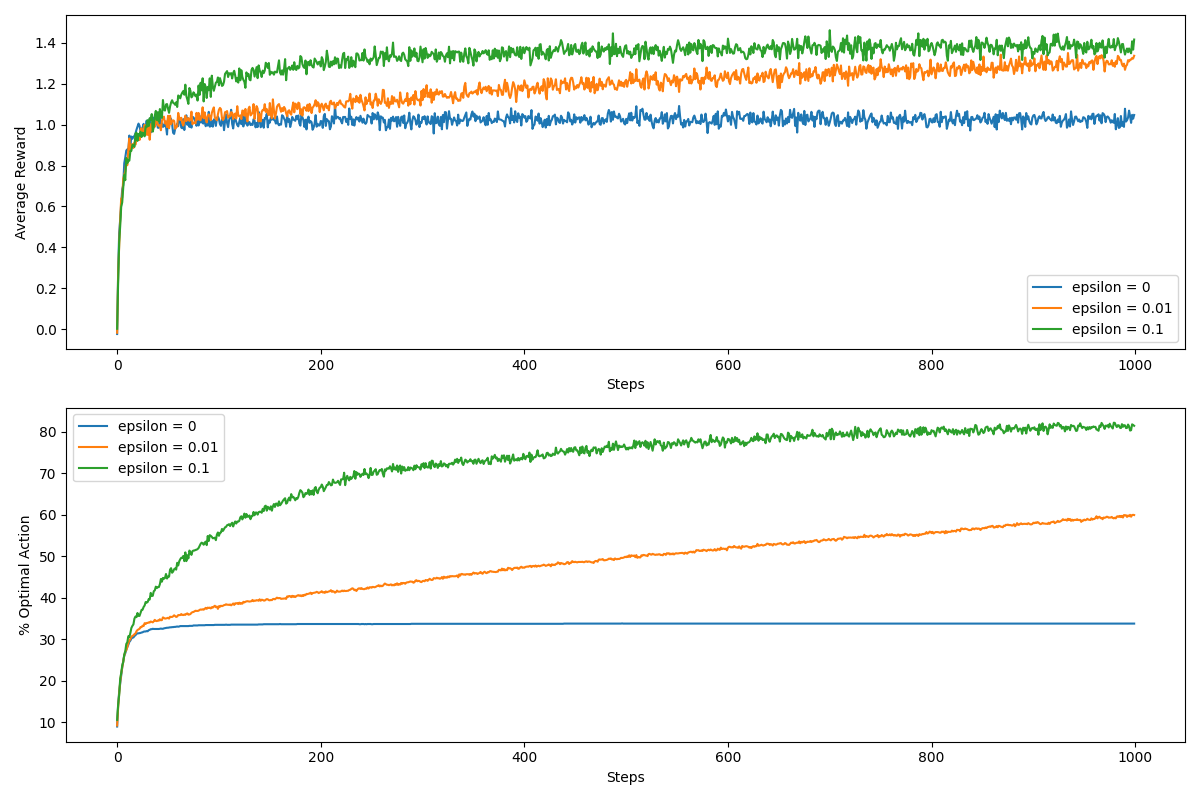 1.4
1.2
1.0
0.8
0.6
0.4
0.2
0.0
Average Reward
epsilon = 0
epsilon = 0.01
epsilon = 0.1
0 200 400 600 800 1000
Steps
80
70
60
50
40
30
20
10
% Optimal Action
epsilon = 0
epsilon = 0.01
epsilon = 0.1
0 200 400 600 800 1000
Steps